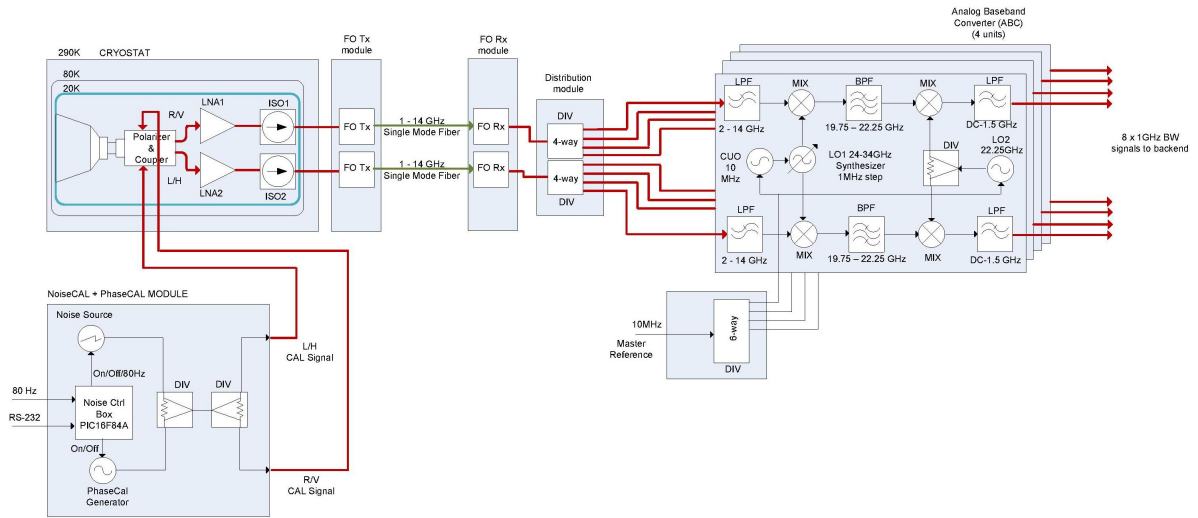 Analog Baseband
Converter (ABC)
(4 units)
FO Tx
module
FO Rx
module
290K
CRYOSTAT
80K
20K
R/V
LNA1
ISO1
Polarizer
&
Coupler
L/H
LNA2
ISO2
FO Tx
1 - 14 GHz
Single Mode Fiber
FO Rx
FO Tx
1 - 14 GHz
Single Mode Fiber
FO Rx
Distribution
module
DIV
4-way
4-way
DIV
LPF
MIX
BPF
MIX
LPF
2 - 14 GHz
19.75 – 22.25 GHz
DC-1.5 GHz
CUO
10
MHz
LO1 24-34GHz
Synthesizer
1MHz step
DIV
LO2
22.25GHz
LPF
BPF
LPF
MIX
MIX
2 - 14 GHz
19.75 – 22.25 GHz
DC-1.5 GHz
8 x 1GHz BW
signals to backend
10MHz
Master
Reference
6-way
DIV
NoiseCAL + PhaseCAL MODULE
Noise Source
On/Off/80Hz
80 Hz
RS-232
Noise Ctrl
Box
PIC16F84A
On/Off
PhaseCal
Generator
DIV
DIV
L/H
CAL Signal
R/V
CAL Signal